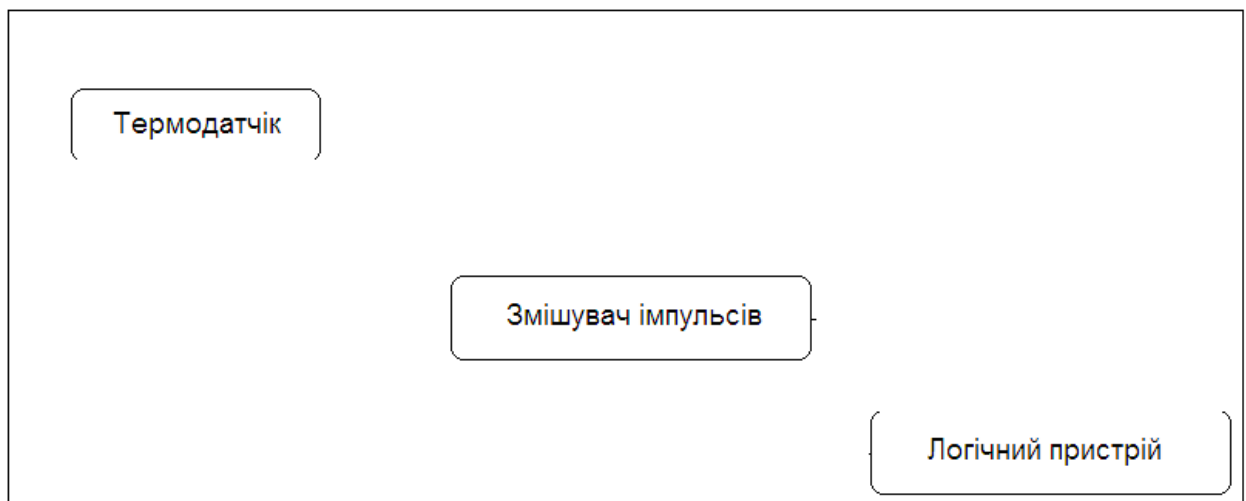 Термодатчік
Змішувач імпульсів
Логічний пристрій